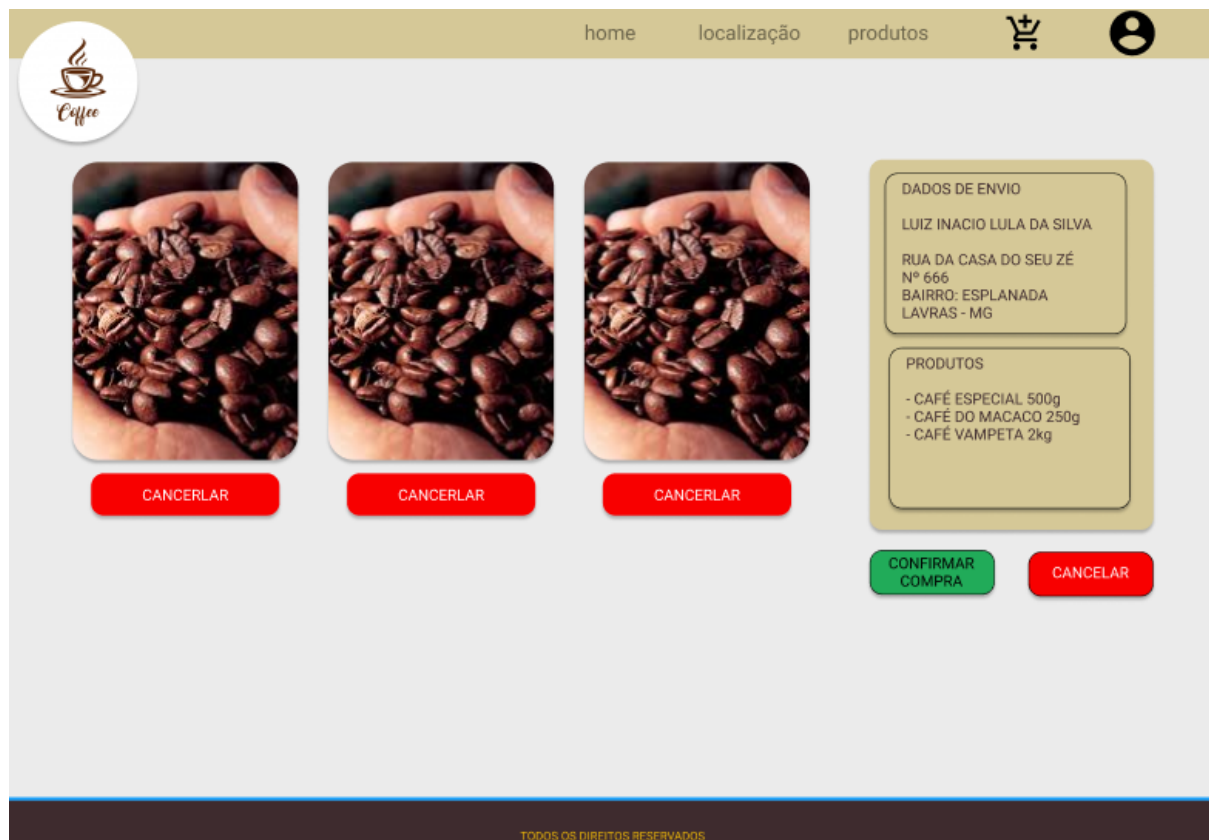 home localização produtos
Coffee
DADOS DE ENVIO
LUIZ INACIO LULA DA SILVA
RUA DA CASA DO SEU ZÉ
Nº 666
BAIRRO: ESPLANADA
LAVRAS - MG
PRODUTOS
- CAFÉ ESPECIAL 500g
- CAFÉ DO MACACO 250g
- CAFÉ VAMPETA 2kg
CANCERLAR CANCERLAR CANCERLAR
CONFIRMAR
COMPRA
CANCELAR
TODOS OS DIREITOS RESERVADOS